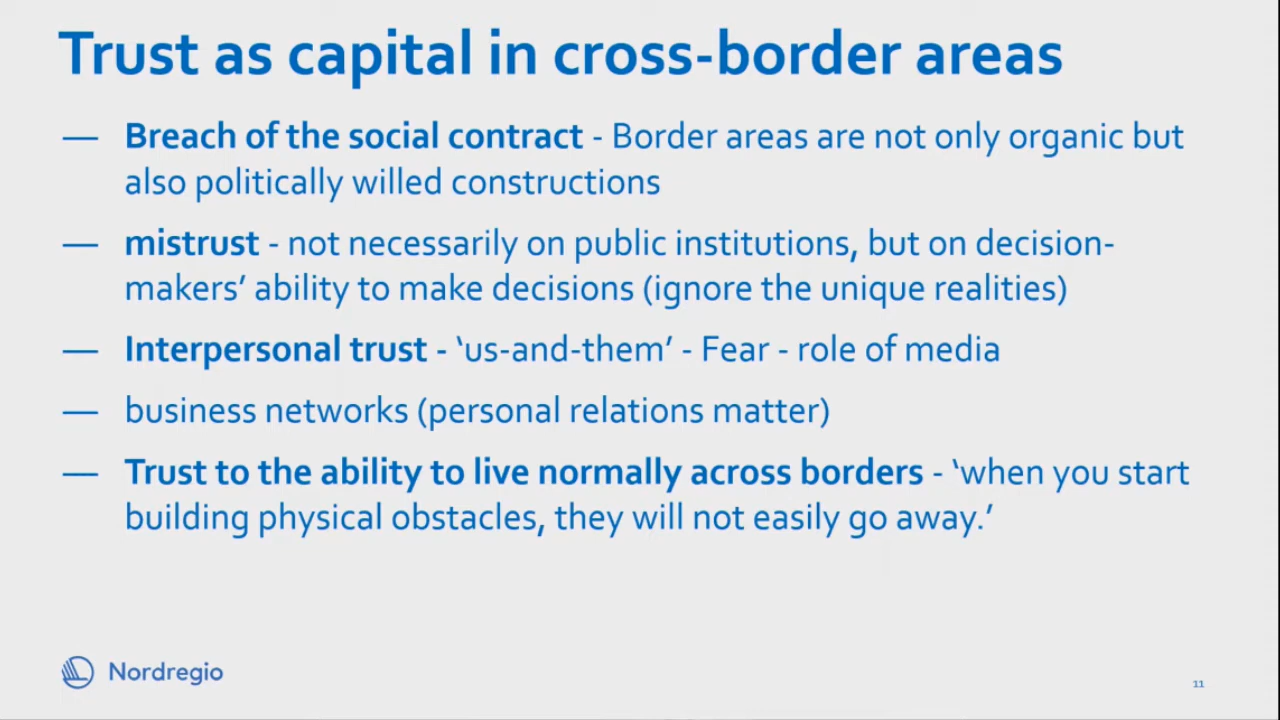 Trust as capital in cross-border areas
— Breach of the social contract - Border areas are not only organic but
also politically willed constructions
— mistrust - not necessarily on public institutions, but on decision-
makers’ ability to make decisions (ignore the unique realities)
— Interpersonal trust - ‘us-and-them’ - Fear - role of media
— business networks (personal relations matter)
— Trust to the ability to live normally across borders - ‘when you start
building physical obstacles, they will not easily go away.’
Nordregio
11